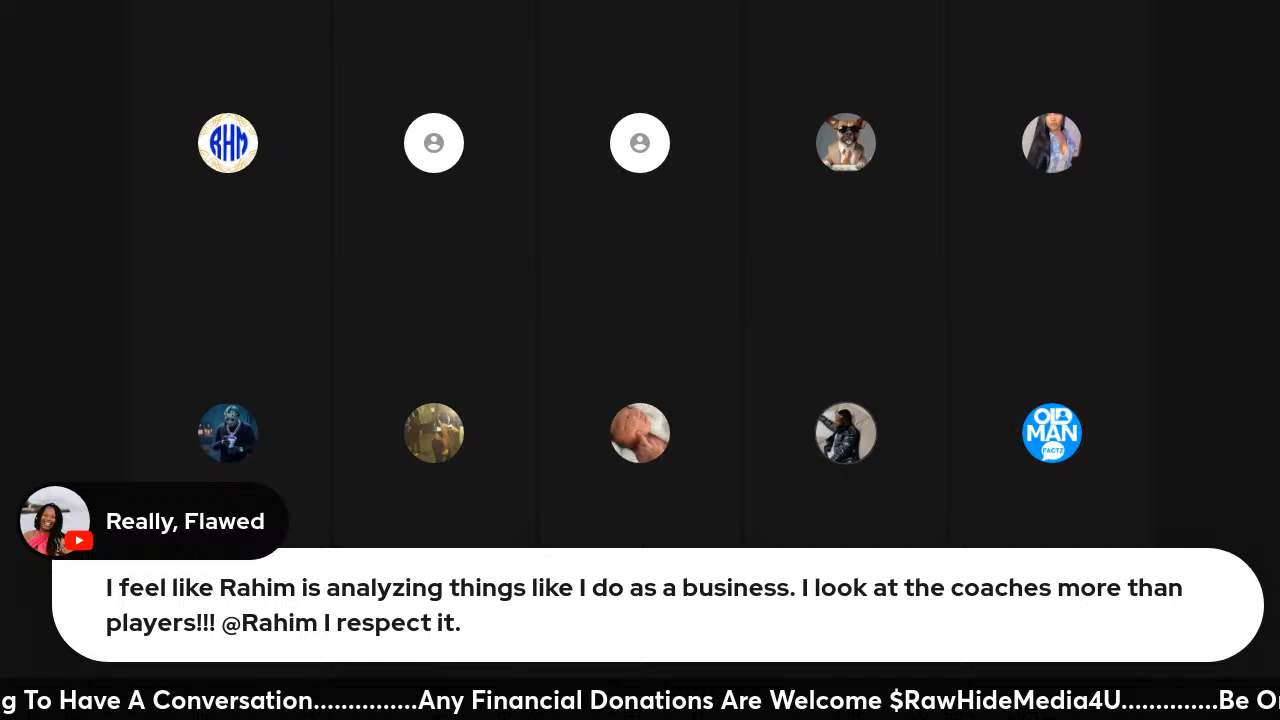 RHM
OLD
MAN
FACTZ
Really, Flawed
I feel like Rahim is analyzing things like I do as a business. I look at the coaches more than
players!!! @Rahim I respect it.
g To Have A Conversation...............Any Financial Donations Are Welcome $RawHideMedia4U..............Be O